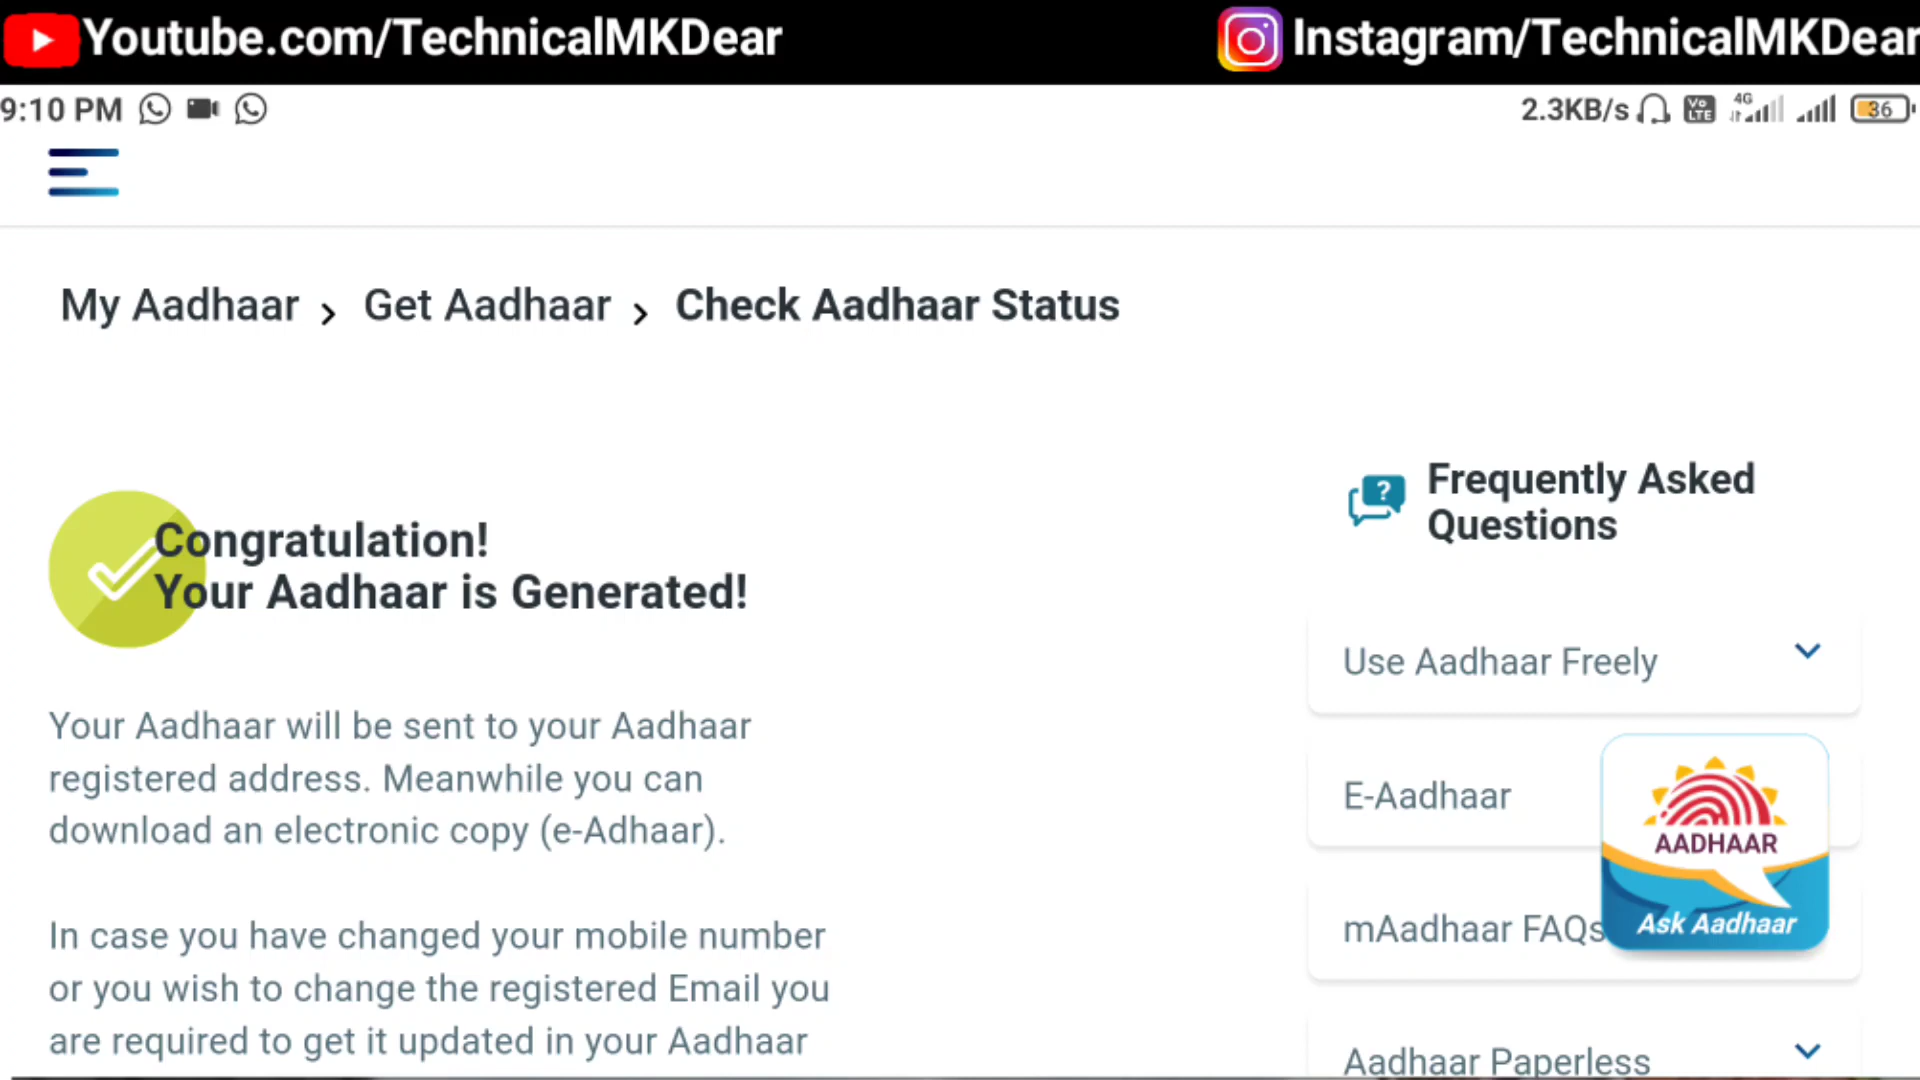 Youtube.com/TechnicalMKDear
Instagram/TechnicalMKDear
9:10 PM
2.3KB/s Vo LTE 4G 36
My Aadhaar > Get Aadhaar > Check Aadhaar Status
Congratulation!
Your Aadhaar is Generated!
Your Aadhaar will be sent to your Aadhaar
registered address. Meanwhile you can
download an electronic copy (e-Adhaar).
In case you have changed your mobile number
or you wish to change the registered Email you
are required to get it updated in your Aadhaar
Frequently Asked
Questions
Use Aadhaar Freely
E-Aadhaar
mAadhaar FAQs
Aadhaar Paperless
AADHAAR
Ask Aadhaar